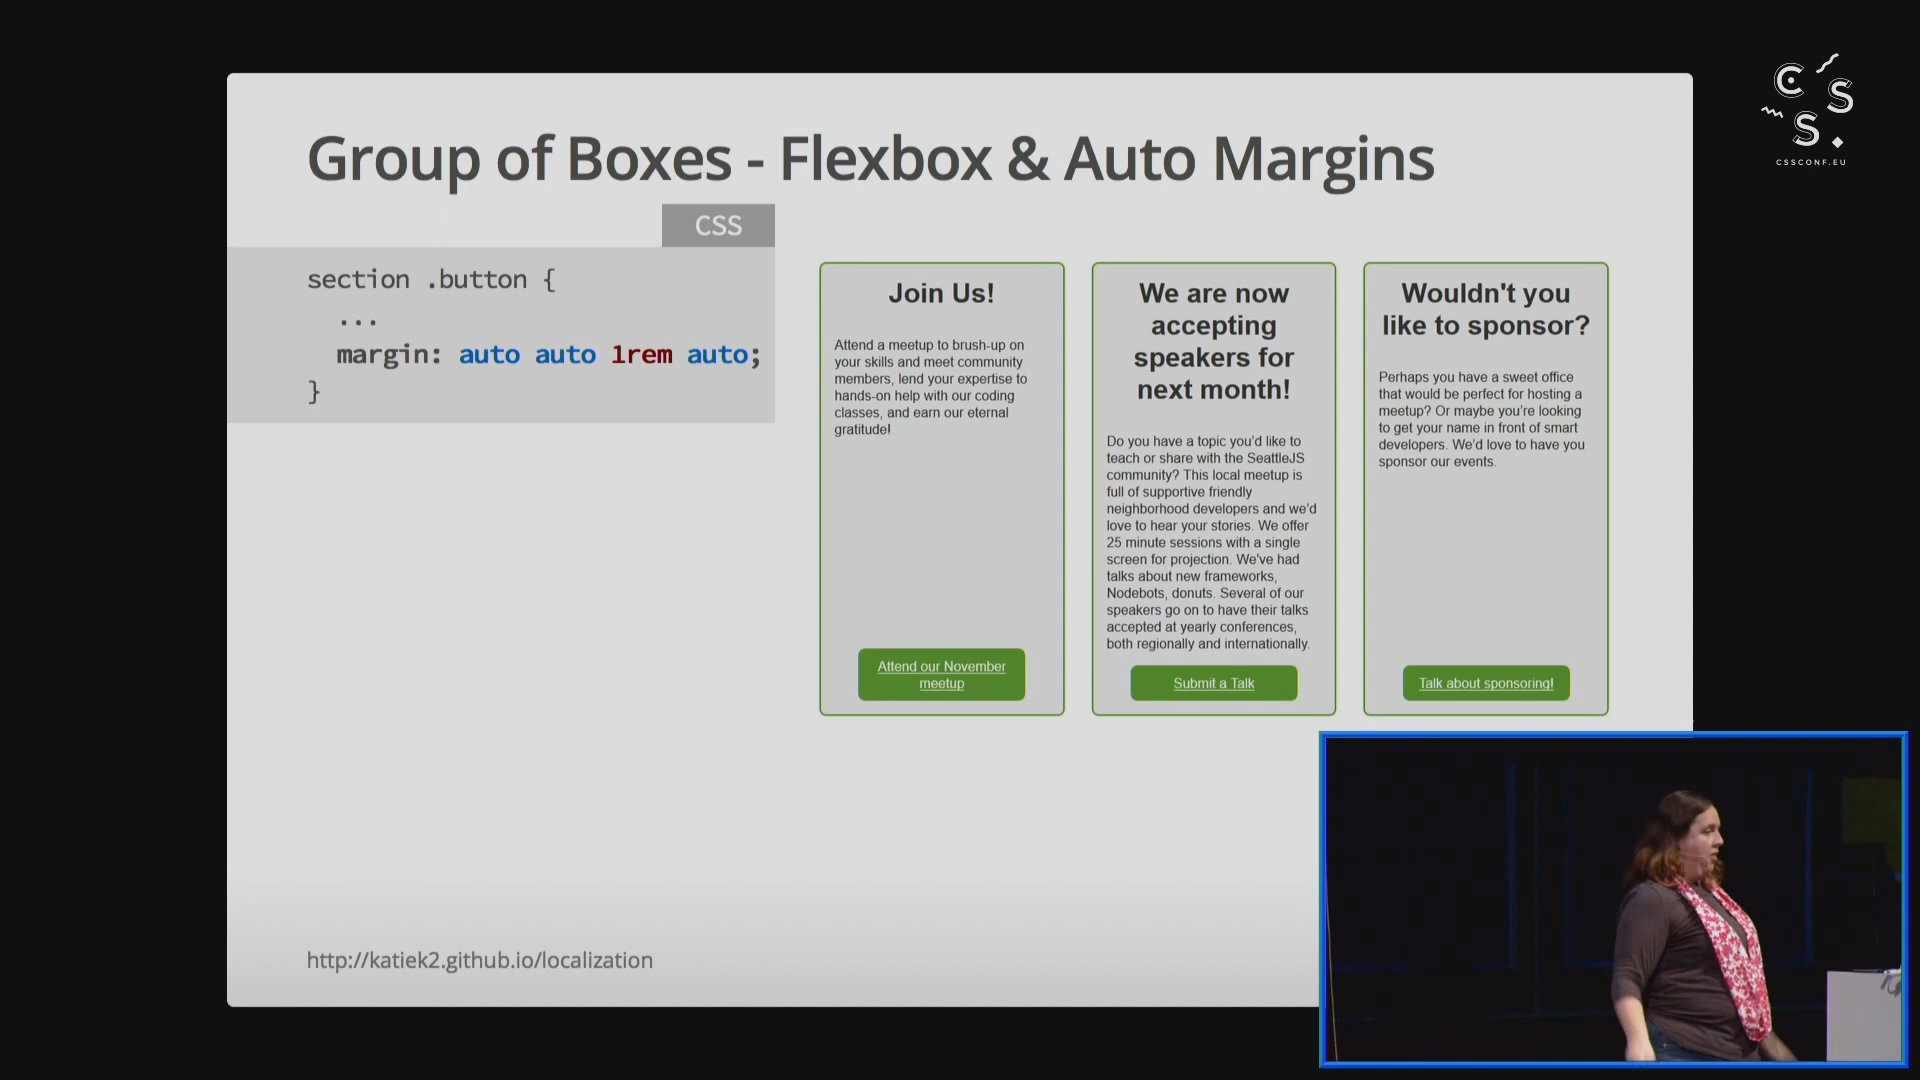 Group of Boxes - Flexbox & Auto Margins
CSS
section .button {
...
margin: auto auto 1rem auto;
}
Join Us!
Attend a meetup to brush-up on
your skills and meet community
members, lend your expertise to
hands-on help with our coding
classes, and earn our eternal
gratitude!
Attend our November
meetup
We are now
accepting
speakers for
next month!
Do you have a topic you'd like to
teach or share with the SeattleJS
community? This local meetup is
full of supportive friendly
neighborhood developers and we'd
love to hear your stories. We offer
25 minute sessions with a single
screen for projection. We've had
talks about new frameworks,
Nodebots, donuts. Several of our
speakers go on to have their talks
accepted at yearly conferences,
both regionally and internationally.
Submit a Talk
Wouldn't you
like to sponsor?
Perhaps you have a sweet office
that would be perfect for hosting a
meetup? Or maybe you're looking
to get your name in front of smart
developers. We'd love to have you
sponsor our events.
Talk about sponsoring!
http://katiek2.github.io/localization
C
S
S
CSSCONF.EU